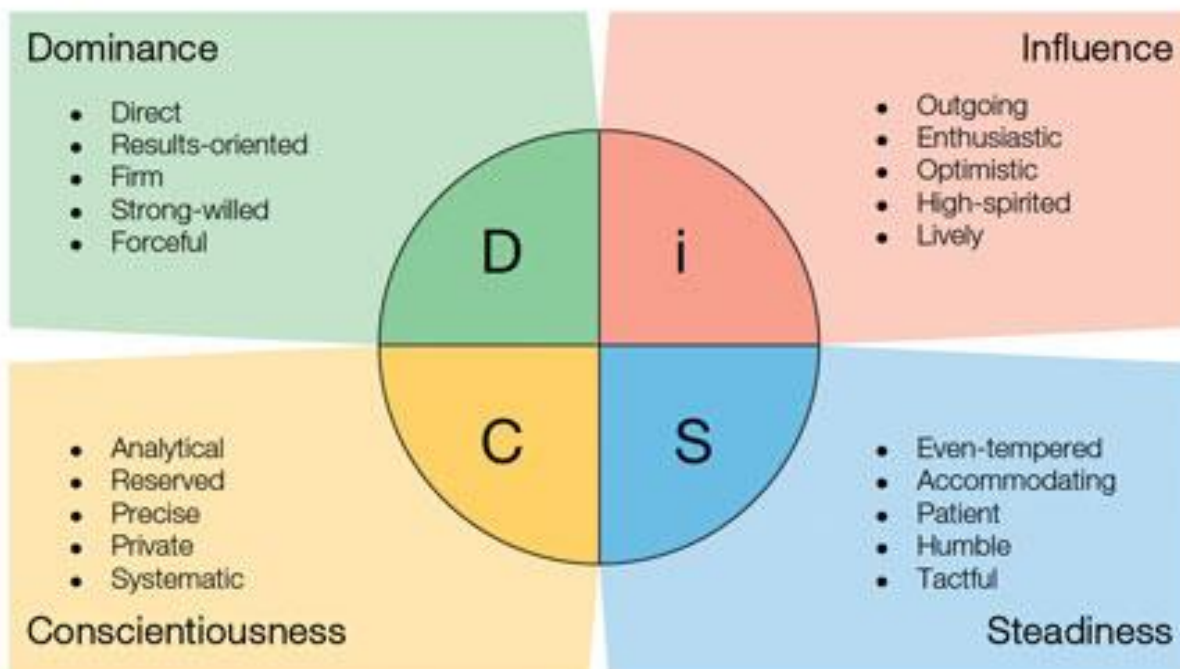 Dominance
• Direct
• Results-oriented
• Firm
• Strong-willed
• Forceful
Influence
• Outgoing
• Enthusiastic
• Optimistic
• High-spirited
• Lively
D
i
C
S
• Analytical
• Reserved
• Precise
• Private
• Systematic
Conscientiousness
• Even-tempered
• Accommodating
• Patient
• Humble
• Tactful
Steadiness